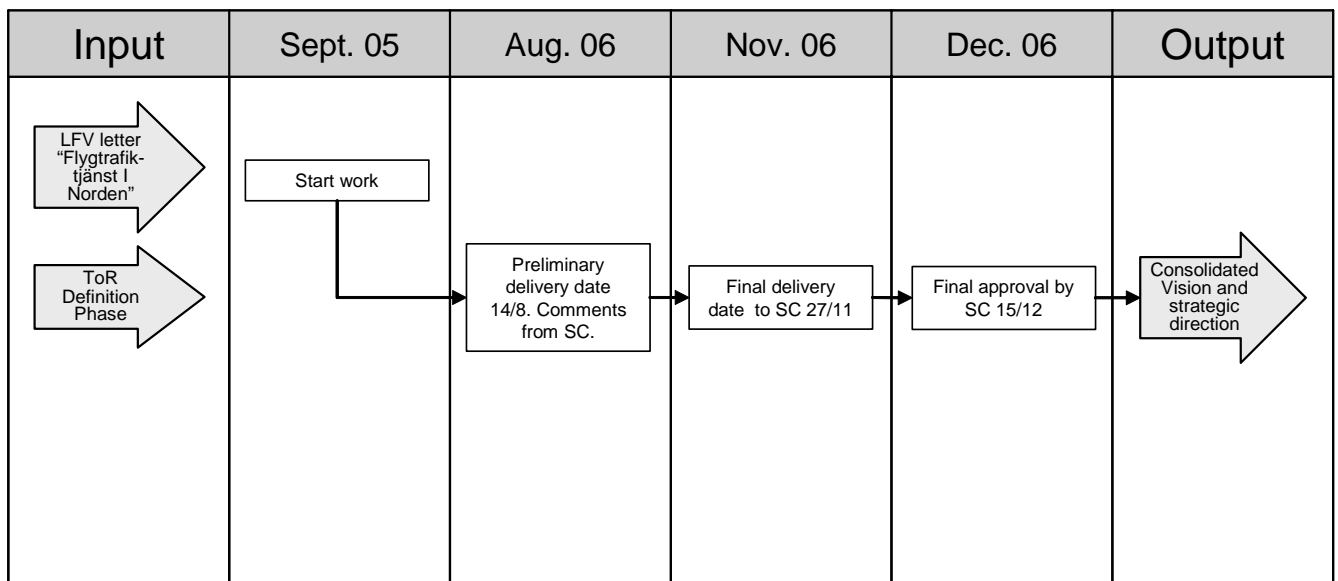 Input
Sept. 05
Aug. 06
Nov. 06
Dec. 06
Output
LFV letter
“Flygtrafik-
tjänst I
Norden”
ToR
Definition
Phase
Start work
Preliminary
delivery date
14/8. Comments
from SC.
Final delivery
date to SC 27/11
Final approval by
SC 15/12
Consolidated
Vision and
strategic
direction